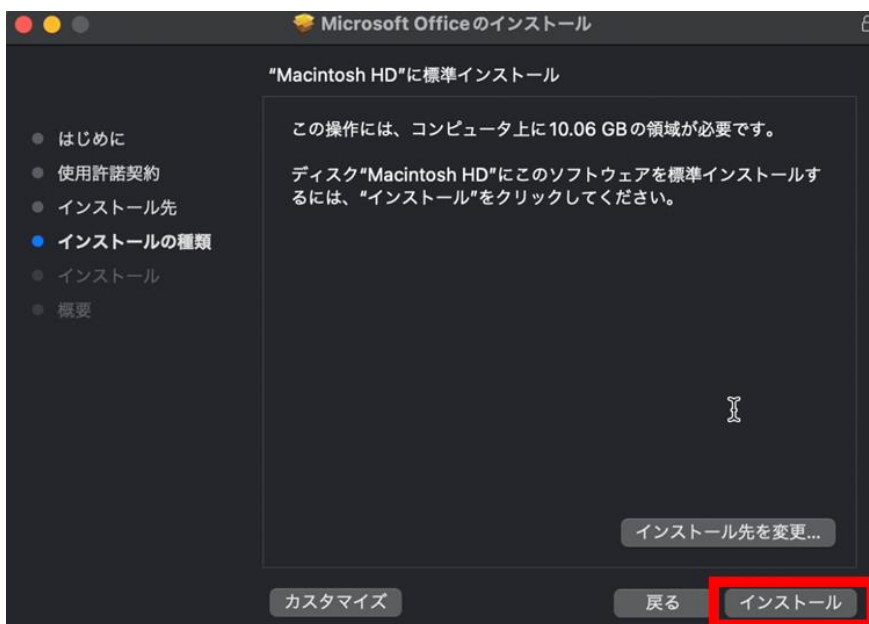 Microsoft Officeのインストール
“Macintosh HD”に標準インストール
はじめに
使用許諾契約
インストール先
インストールの種類
インストール
概要
この操作には、コンピュータ上に10.06 GBの領域が必要です。
ディスク“Macintosh HD”にこのソフトウェアを標準インストールす
るには、“インストール”をクリックしてください。
インストール先を変更...
カスタマイズ
戻る
インストール